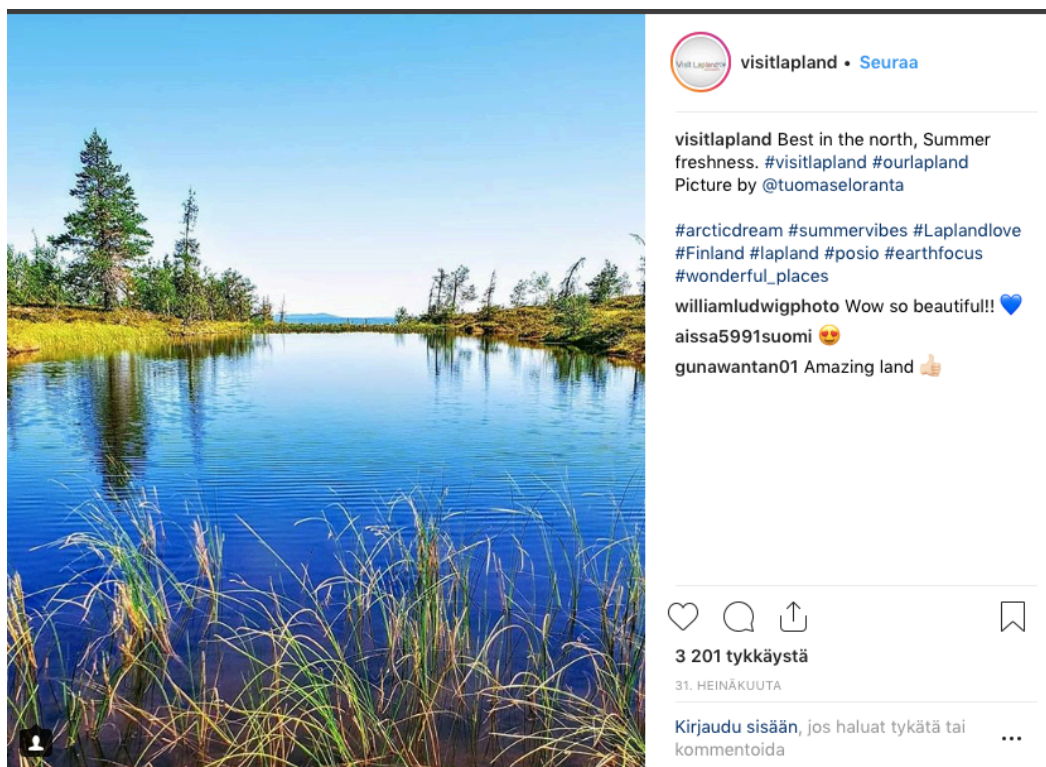 Visit Lapland
visitlapland • Seuraa
visitlapland Best in the north, Summer
freshness. #visitlapland #ourlapland
Picture by @tuomaseloranta
#arcticdream #summervibes #Laplandlove
#Finland #lapland #posio #earthfocus
#wonderful_places
williamludwigphoto Wow so beautiful!! 💙
aissa5991suomi 😍
gunawantan01 Amazing land 👍🏻
3 201 tykkäystä
31. HEINÄKUUTA
Kirjaudu sisään, jos haluat tykätä tai
kommentoida